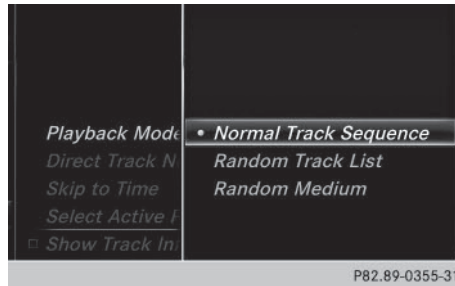 Playback Mode
Direct Track N
Skip to Time
Select Active
Show Track In
Normal Track Sequence
Random Track List
Random Medium
P82.89-0355-31